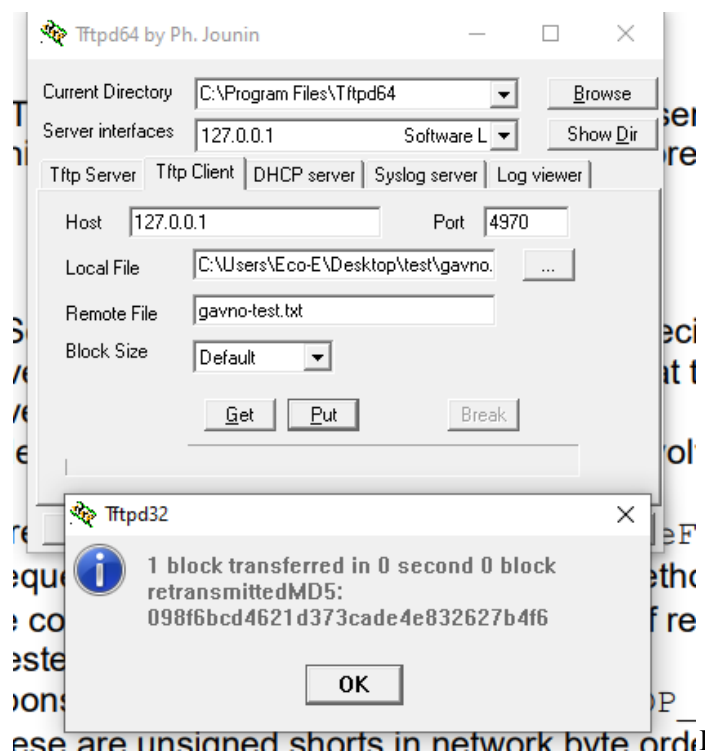 Tftpd64 by Ph. Jounin
Current Directory C:\Program Files\Tftpd64 Browse
Server interfaces 127.0.0.1 Software L Show Dir
Tftp Server Tftp Client DHCP server Syslog server Log viewer
Host 127.0.0.1 Port 4970
Local File C:\Users\Eco-E\Desktop\test\gavno. ...
Remote File gavno-test.txt
Block Size Default
Get Put Break
Tftpd32
1 block transferred in 0 second 0 block
retransmittedMD5:
098f6bcd4621d373cade4e832627b4f6
OK
ese are unsigned shorts in network byte orde